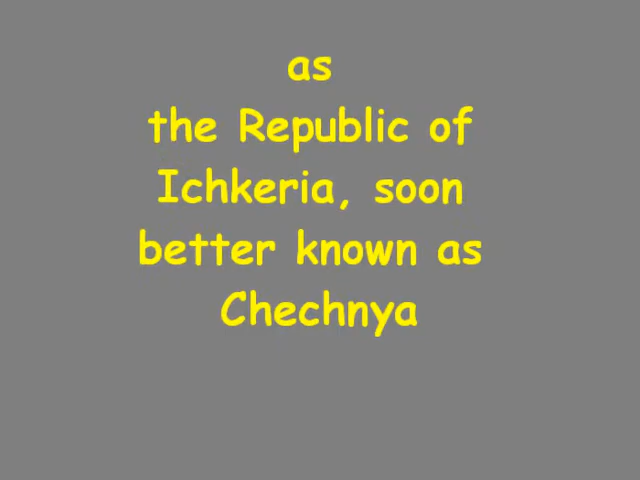 as
the Republic of
Ichkeria, soon
better known as
Chechnya